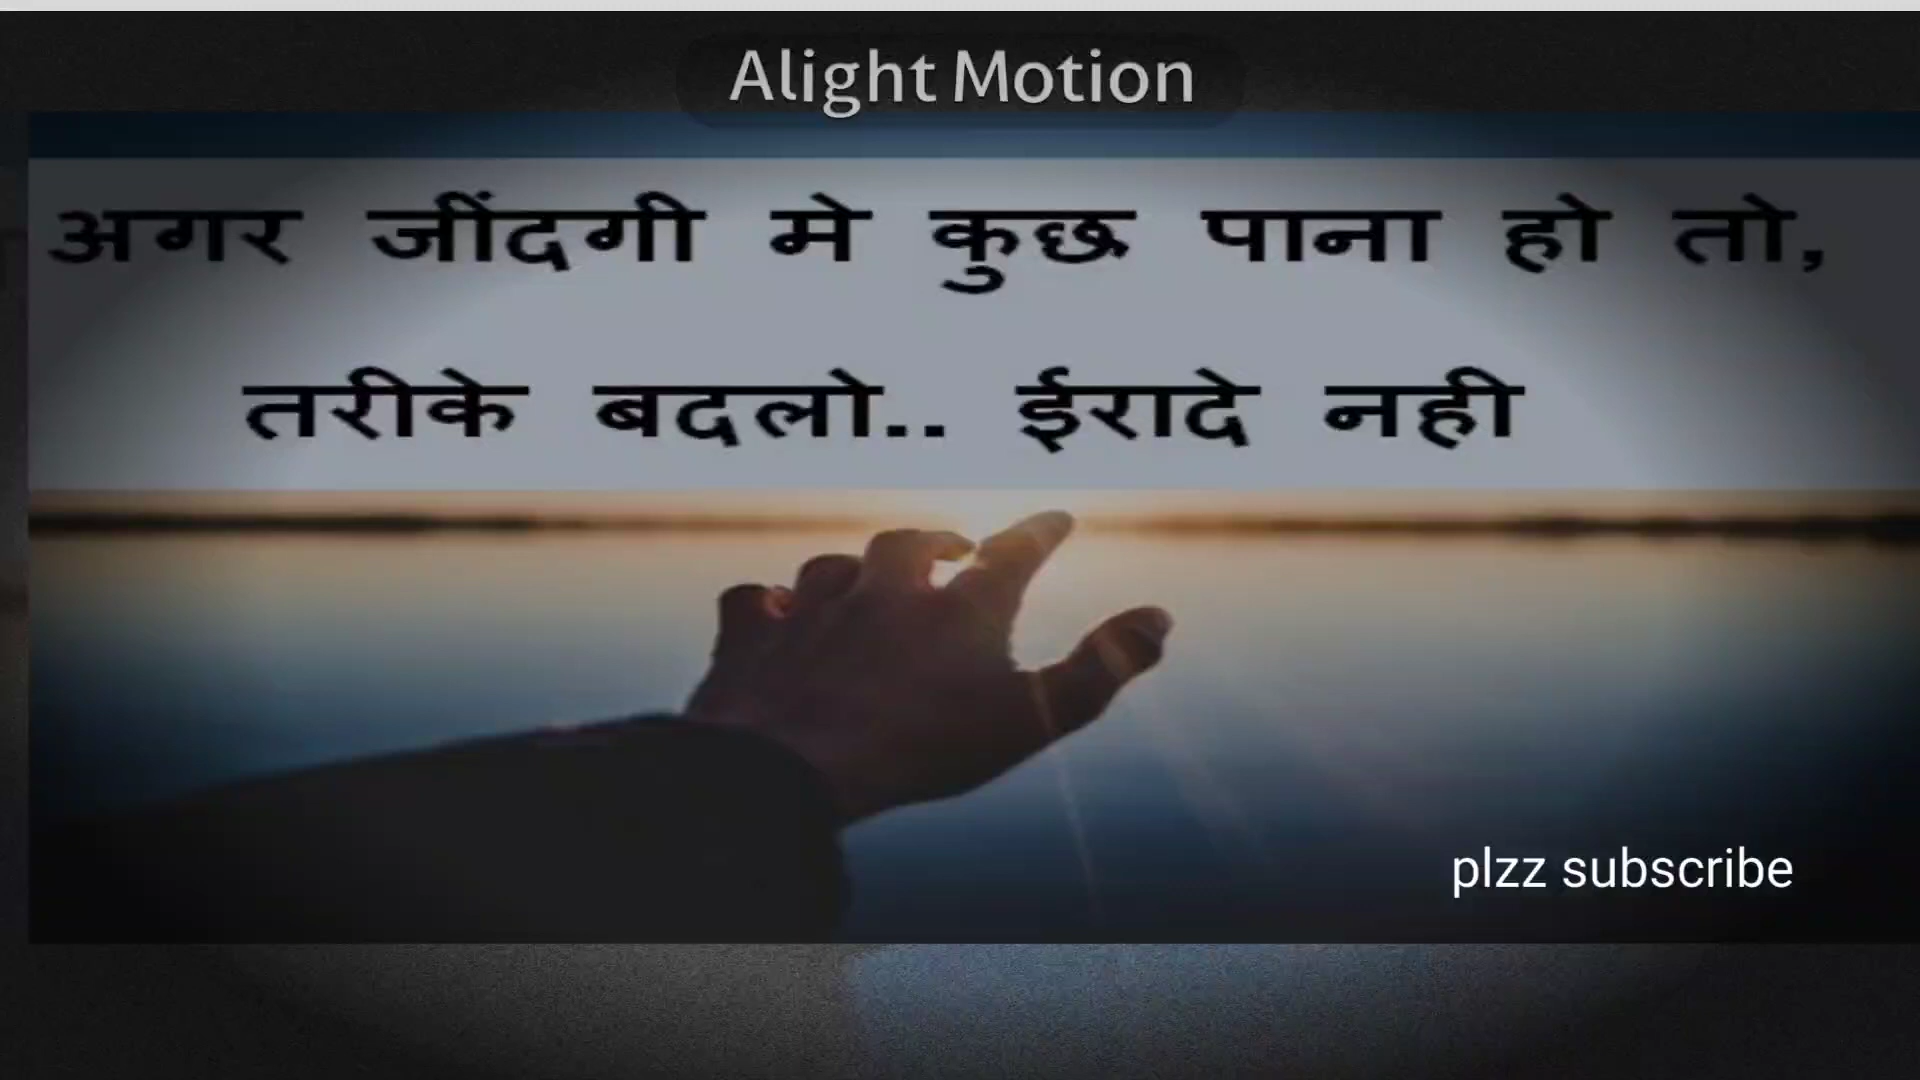 Alight Motion
अगर जींदगी मे कुछ पाना हो तो,
तरीके बदलो.. ईरादे नही
plzz subscribe